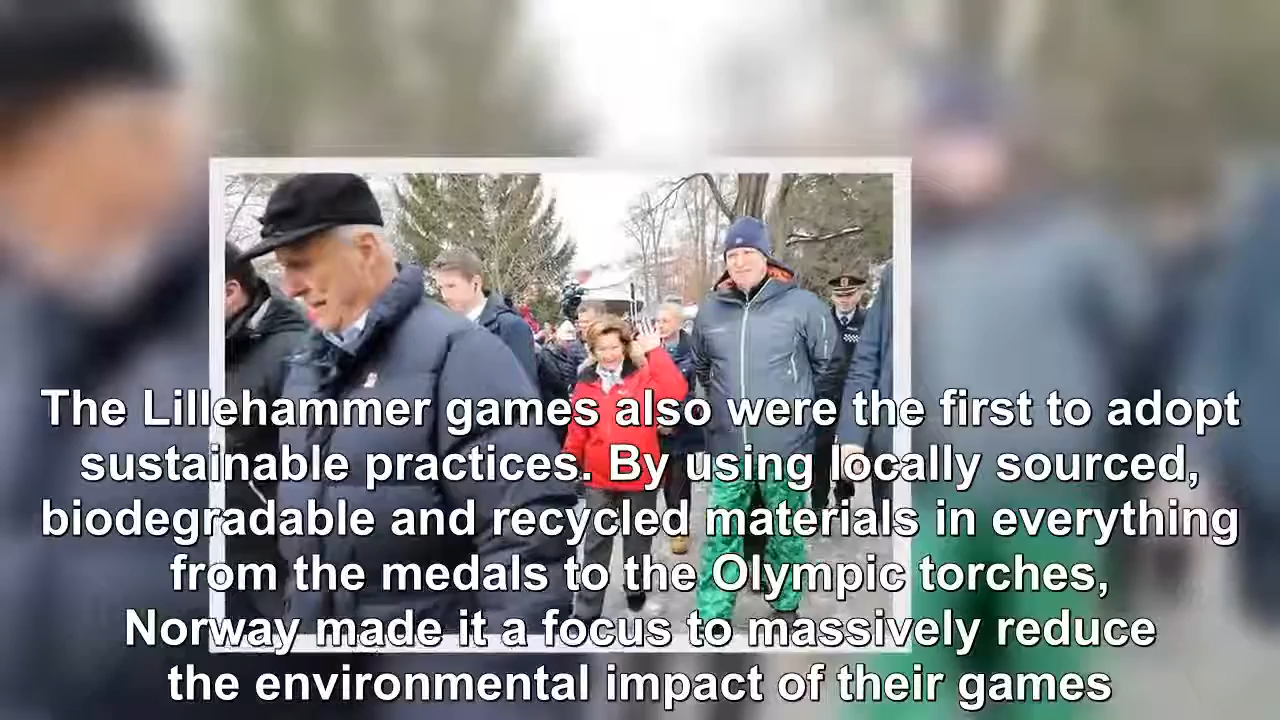 The Lillehammer games also were the first to adopt
sustainable practices. By using locally sourced,
biodegradable and recycled materials in everything
from the medals to the Olympic torches,
Norway made it a focus to massively reduce
the environmental impact of their games